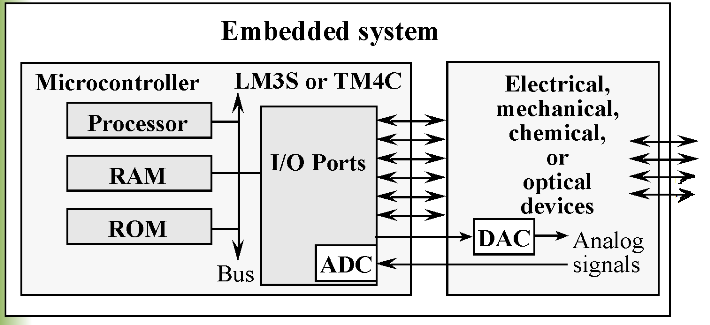 Embedded system
Microcontroller
LM3S or TM4C
Processor
RAM
ROM
Bus
I/O Ports
ADC
Electrical,
mechanical,
chemical,
or
optical
devices
DAC
Analog
signals